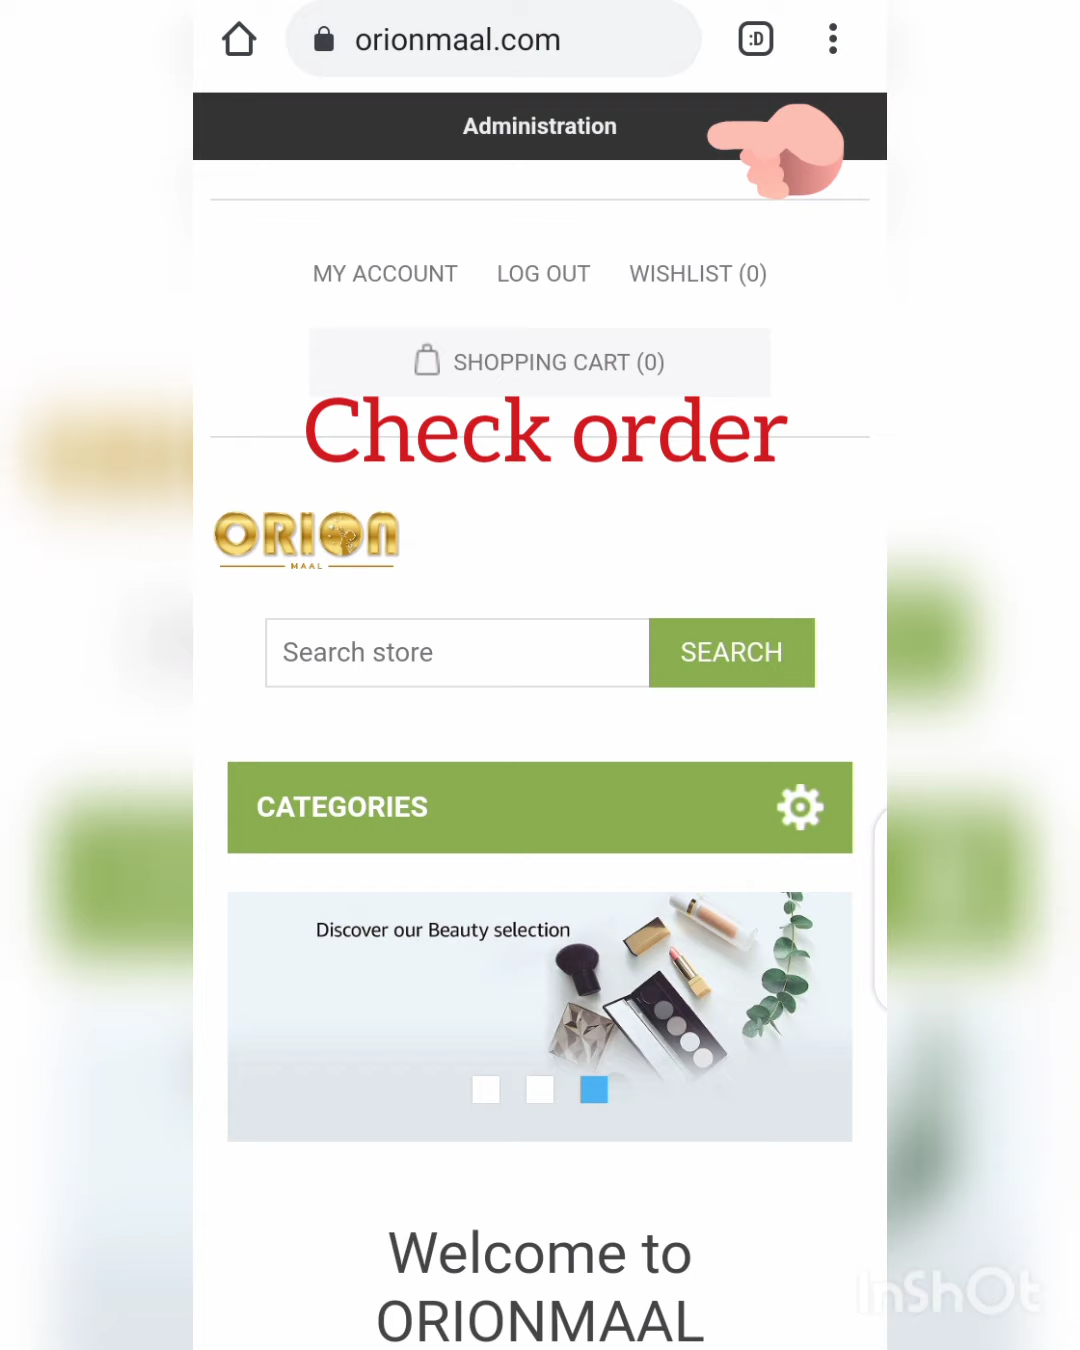 orionmaal.com
:D
Administration
MY ACCOUNT LOG OUT WISHLIST (0)
SHOPPING CART (0)
Check order
ORION
MAAL
Search store SEARCH
CATEGORIES
Discover our Beauty selection
Welcome to
ORIONMAAL
InShOt